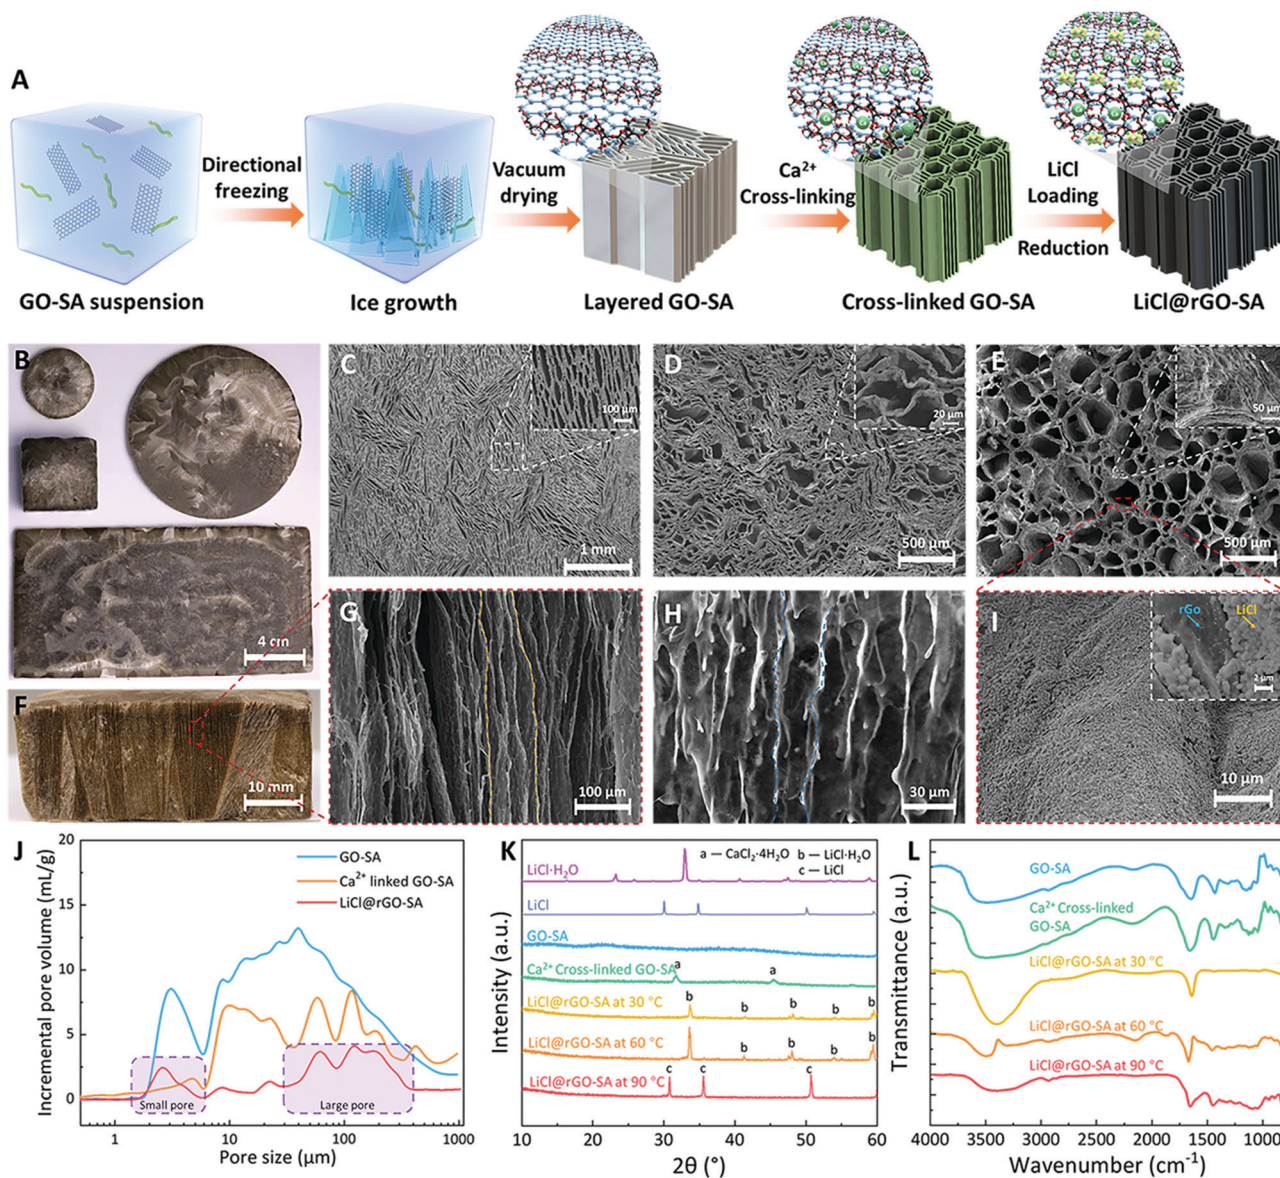 A
Directional
freezing
Vacuum
drying
Ca²⁺
Cross-linking
LiCl
Loading
Reduction
GO-SA suspension
Ice growth
Layered GO-SA
Cross-linked GO-SA
LiCl@rGO-SA
B
4 cm
C
100 µm
1 mm
D
20 µm
500 µm
E
50 µm
500 µm
F
10 mm
G
100 µm
H
30 µm
I
rGo
LiCl
2 µm
10 µm
J
Incremental pore volume (mL/g)
20
15
10
5
0
GO-SA
Ca²⁺ linked GO-SA
LiCl@rGO-SA
Small pore
Large pore
1
10
100
1000
Pore size (µm)
K
Intensity (a.u.)
a — CaCl₂·4H₂O
b — LiCl·H₂O
c — LiCl
LiCl·H₂O
LiCl
GO-SA
Ca²⁺ Cross-linked GO-SA
a
a
LiCl@rGO-SA at 30 °C
b
b
b
b
b
LiCl@rGO-SA at 60 °C
b
b
b
b
LiCl@rGO-SA at 90 °C
c
c
c
10
20
30
40
50
60
2θ (°)
L
Transmittance (a.u.)
GO-SA
Ca²⁺ Cross-linked
GO-SA
LiCl@rGO-SA at 30 °C
LiCl@rGO-SA at 60 °C
LiCl@rGO-SA at 90 °C
4000
3500
3000
2500
2000
1500
1000
Wavenumber (cm⁻¹)